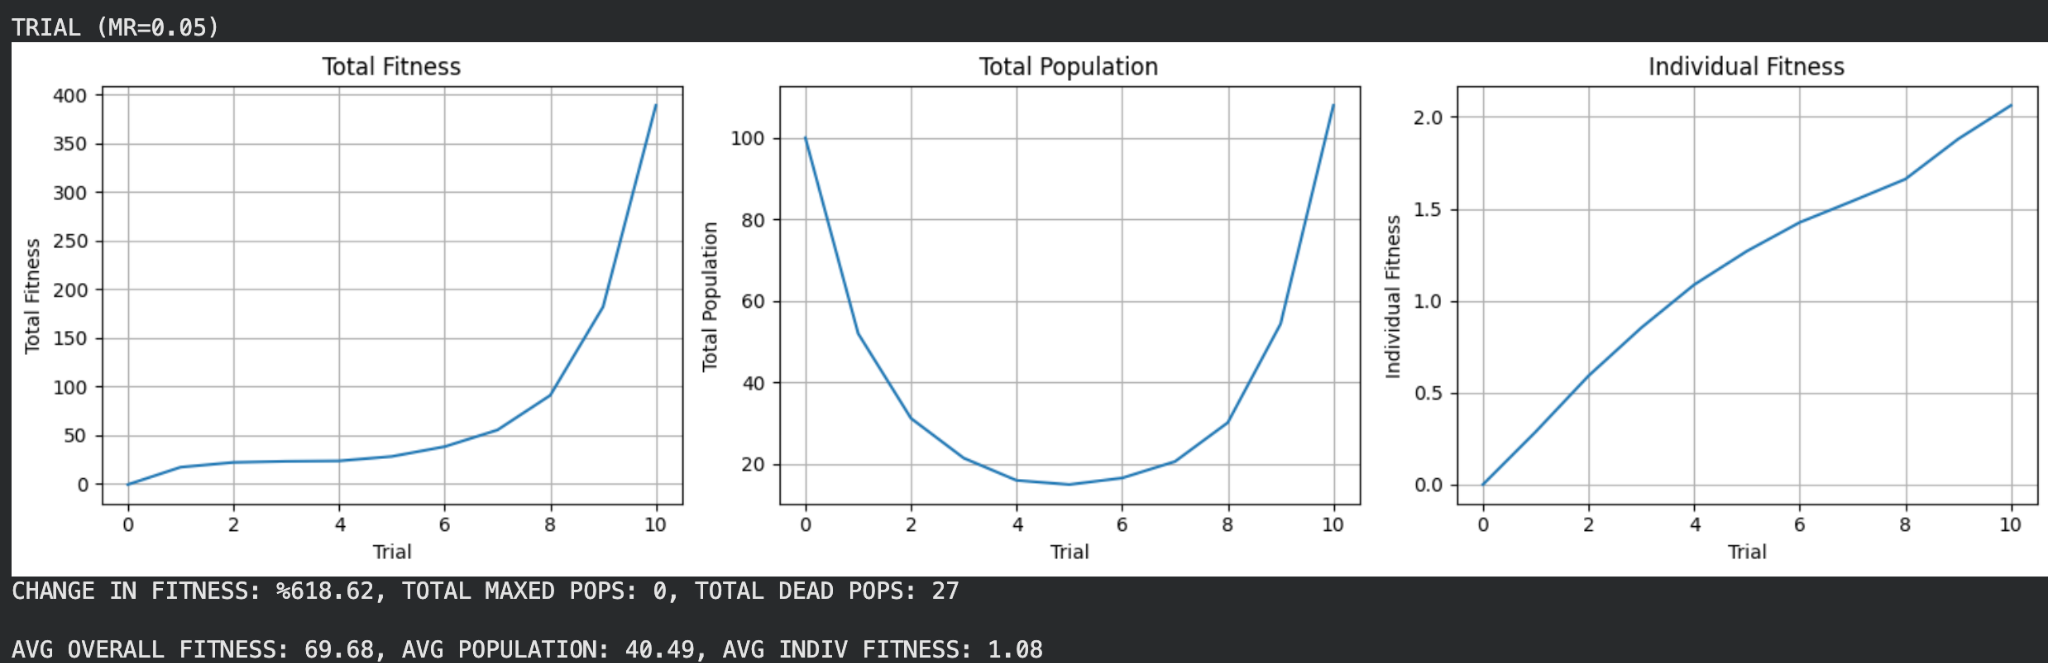 TRIAL (MR=0.05)
Total Fitness
Total Fitness
400
350
300
250
200
150
100
50
0
0 2 4 6 8 10
Trial
Total Population
Total Population
100
80
60
40
20
0 2 4 6 8 10
Trial
Individual Fitness
Individual Fitness
2.0
1.5
1.0
0.5
0.0
0 2 4 6 8 10
Trial
CHANGE IN FITNESS: %618.62, TOTAL MAXED POPS: 0, TOTAL DEAD POPS: 27
AVG OVERALL FITNESS: 69.68, AVG POPULATION: 40.49, AVG INDIV FITNESS: 1.08